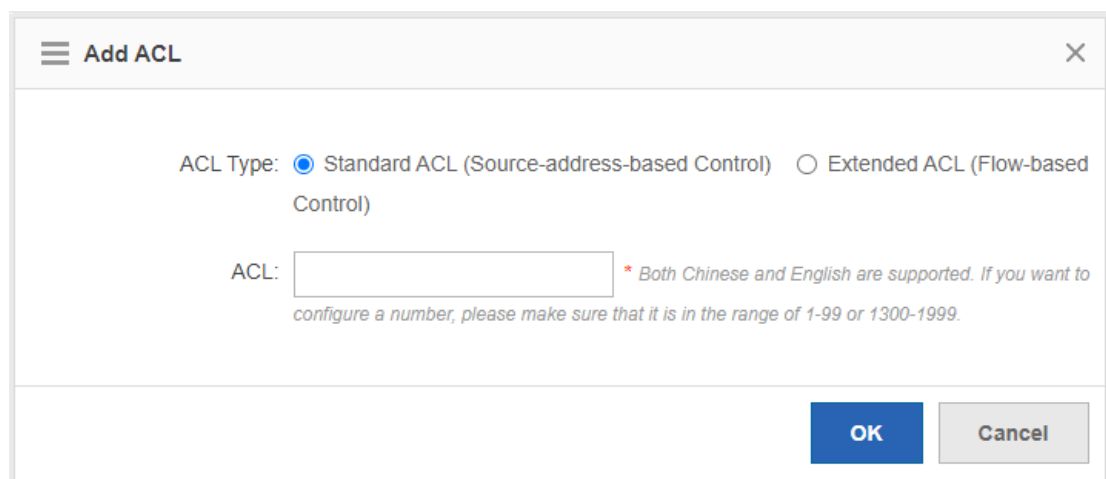 Add ACL
ACL Type: Standard ACL (Source-address-based Control) Extended ACL (Flow-based
Control)
ACL: * Both Chinese and English are supported. If you want to
configure a number, please make sure that it is in the range of 1-99 or 1300-1999.
OK Cancel